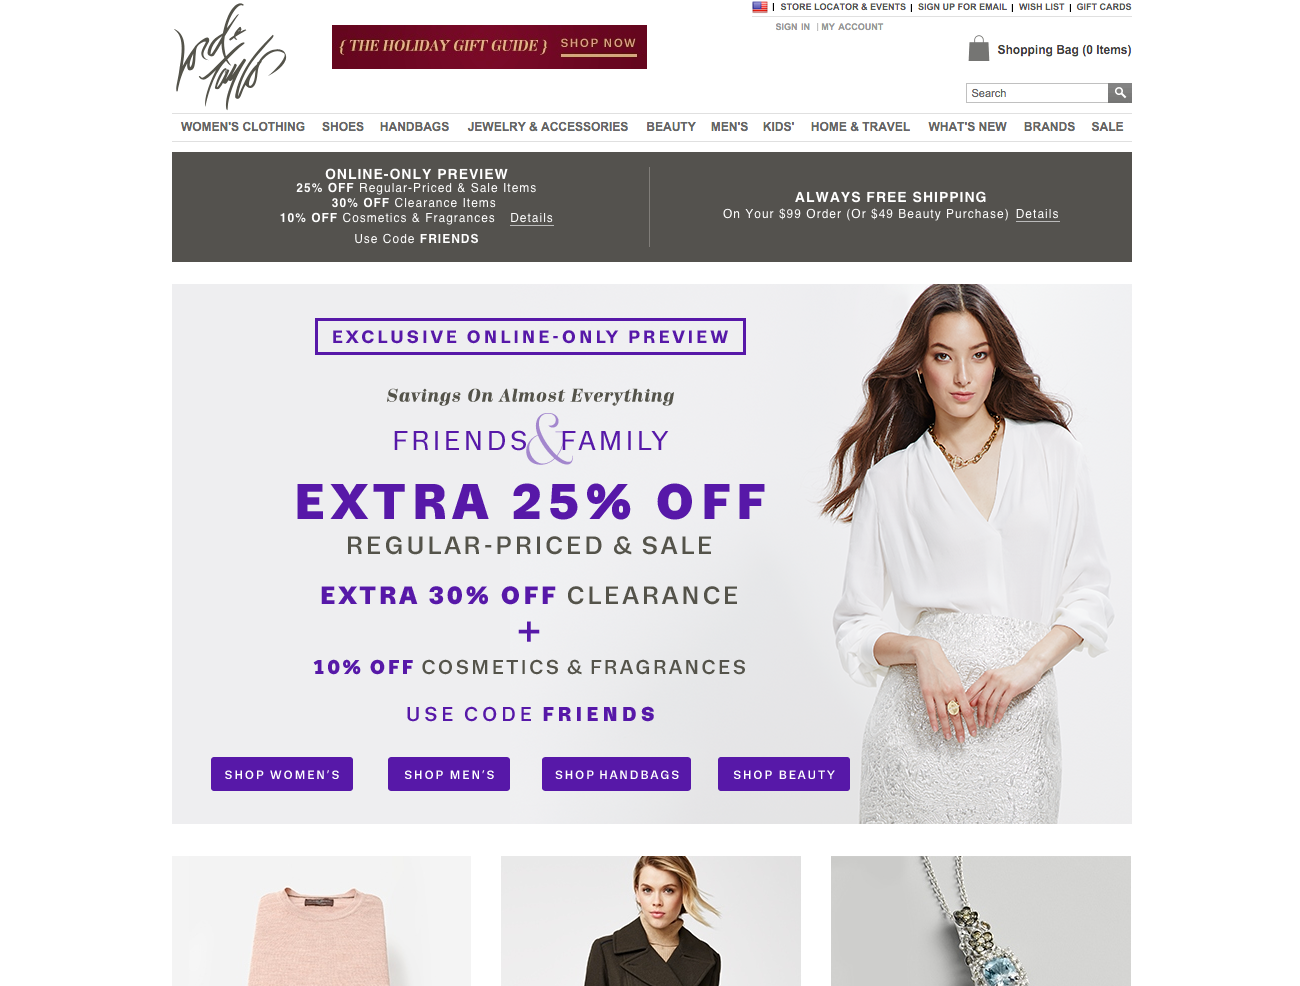 STORE LOCATOR & EVENTS | SIGN UP FOR EMAIL | WISH LIST | GIFT CARDS
SIGN IN | MY ACCOUNT
Lord & Taylor
{ THE HOLIDAY GIFT GUIDE } SHOP NOW
Shopping Bag (0 Items)
Search
WOMEN'S CLOTHING SHOES HANDBAGS JEWELRY & ACCESSORIES BEAUTY MEN'S KIDS' HOME & TRAVEL WHAT'S NEW BRANDS SALE
ONLINE-ONLY PREVIEW
25% OFF Regular-Priced & Sale Items
30% OFF Clearance Items
10% OFF Cosmetics & Fragrances Details
Use Code FRIENDS
ALWAYS FREE SHIPPING
On Your $99 Order (Or $49 Beauty Purchase) Details
EXCLUSIVE ONLINE-ONLY PREVIEW
Savings On Almost Everything
FRIENDS & FAMILY
EXTRA 25% OFF
REGULAR-PRICED & SALE
EXTRA 30% OFF CLEARANCE
+
10% OFF COSMETICS & FRAGRANCES
USE CODE FRIENDS
SHOP WOMEN'S SHOP MEN'S SHOP HANDBAGS SHOP BEAUTY